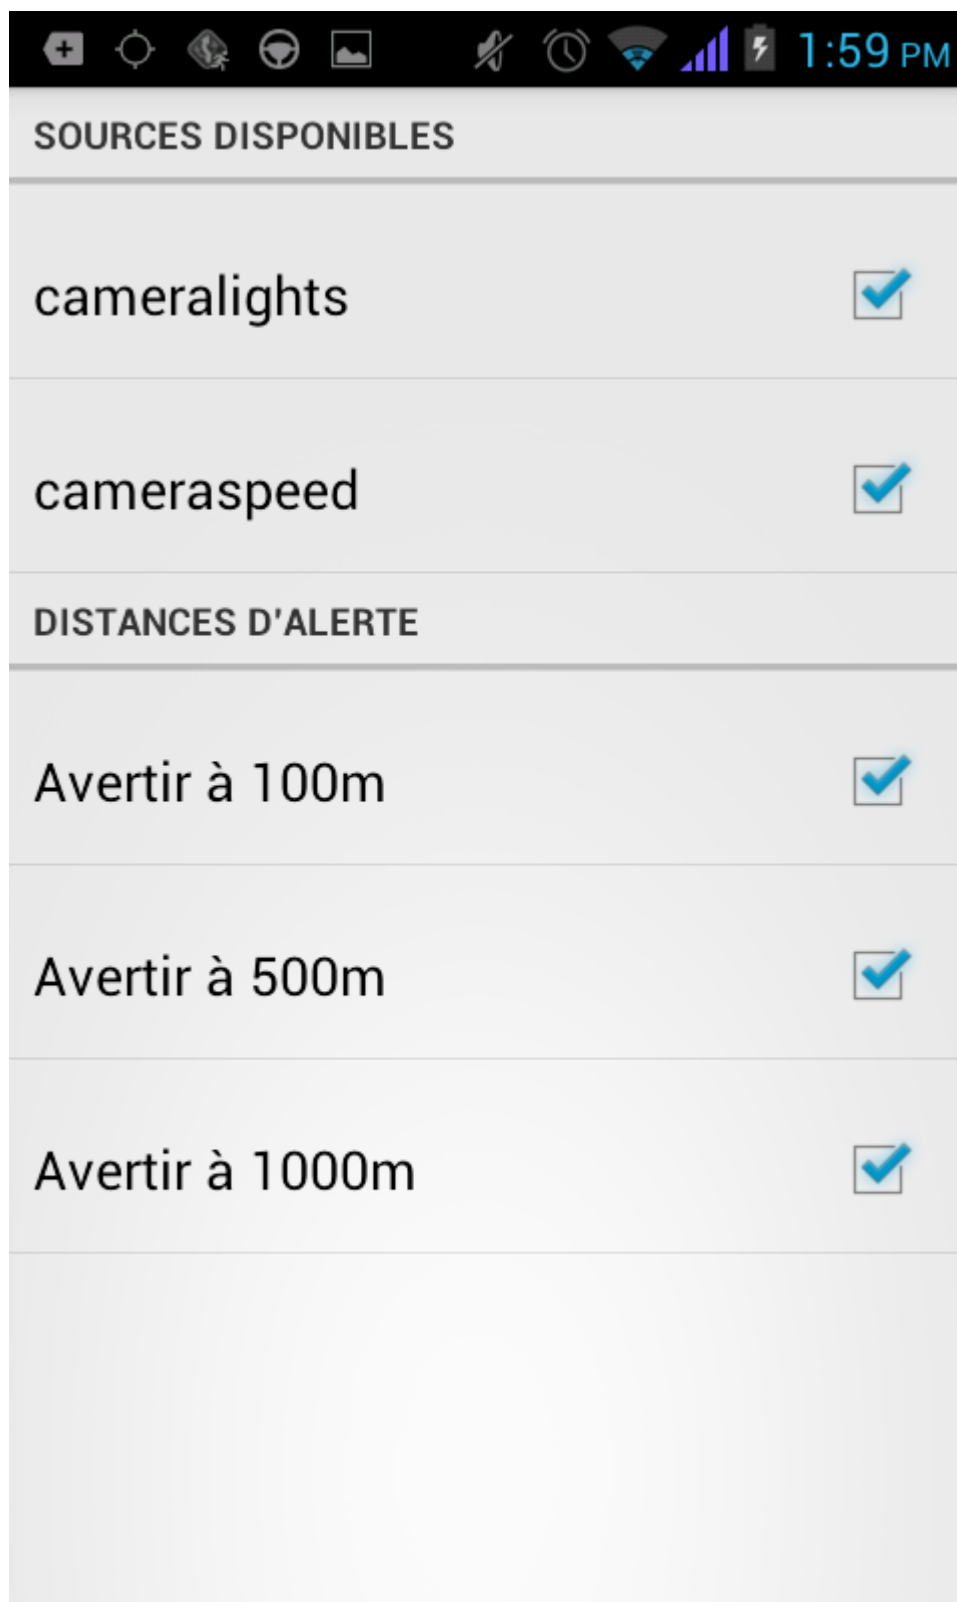 1:59 PM
SOURCES DISPONIBLES
cameralights
cameraspeed
DISTANCES D'ALERTE
Avertir à 100m
Avertir à 500m
Avertir à 1000m